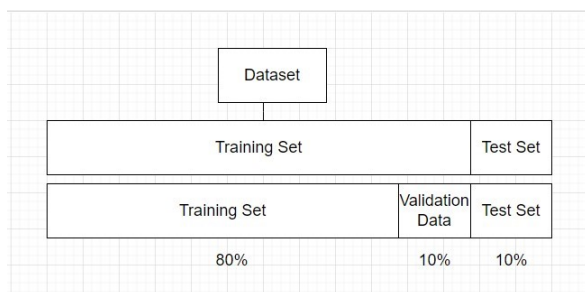 Dataset
Training Set Test Set
Training Set Validation Data Test Set
80% 10% 10%